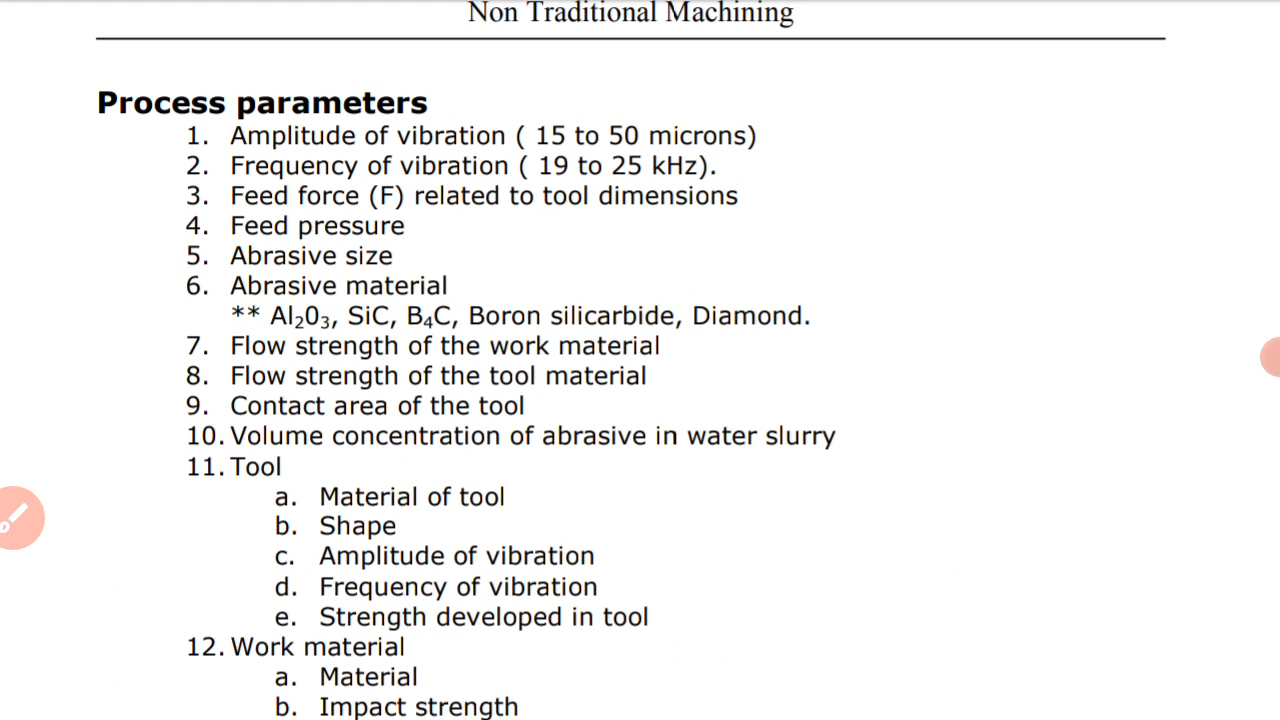 Non Traditional Machining
Process parameters
1. Amplitude of vibration ( 15 to 50 microns)
2. Frequency of vibration ( 19 to 25 kHz).
3. Feed force (F) related to tool dimensions
4. Feed pressure
5. Abrasive size
6. Abrasive material
** Al₂0₃, SiC, B₄C, Boron silicarbide, Diamond.
7. Flow strength of the work material
8. Flow strength of the tool material
9. Contact area of the tool
10. Volume concentration of abrasive in water slurry
11. Tool
a. Material of tool
b. Shape
c. Amplitude of vibration
d. Frequency of vibration
e. Strength developed in tool
12. Work material
a. Material
b. Impact strength